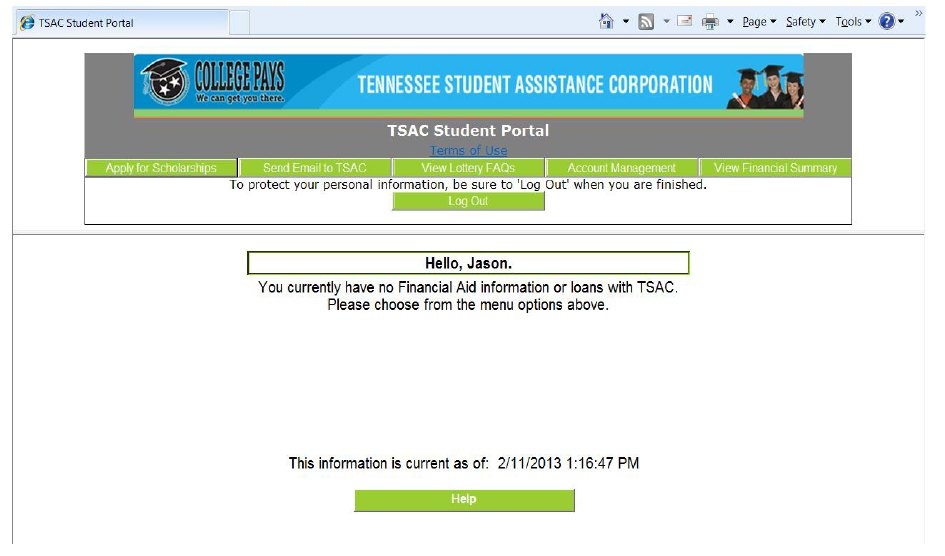 TSAC Student Portal
Page
Safety
Tools
»
COLLEGE PAYS
We can get you there.
TENNESSEE STUDENT ASSISTANCE CORPORATION
TSAC Student Portal
Terms of Use
Apply for Scholarships
Send Email to TSAC
View Lottery FAQs
Account Management
View Financial Summary
To protect your personal information, be sure to 'Log Out' when you are finished.
Log Out
Hello, Jason.
You currently have no Financial Aid information or loans with TSAC.
Please choose from the menu options above.
This information is current as of: 2/11/2013 1:16:47 PM
Help